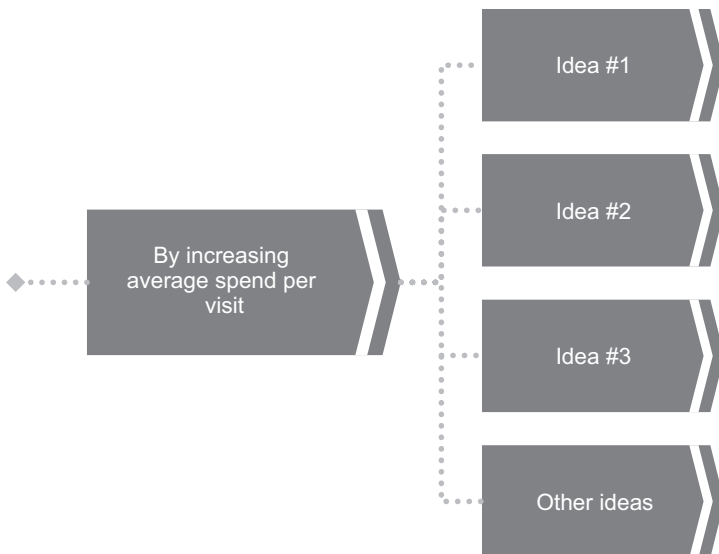 By increasing
average spend per
visit
Idea #1
Idea #2
Idea #3
Other ideas